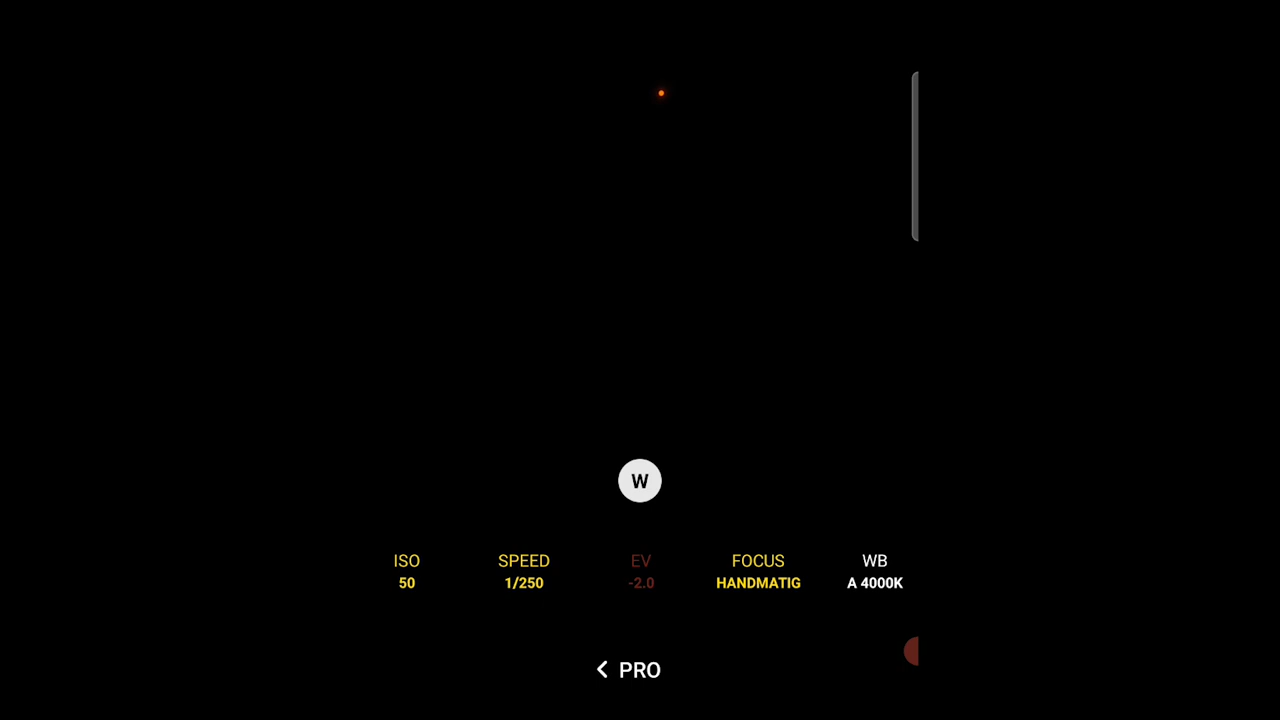 W
ISO SPEED EV FOCUS WB
50 1/250 -2.0 HANDMATIG A 4000K
PRO